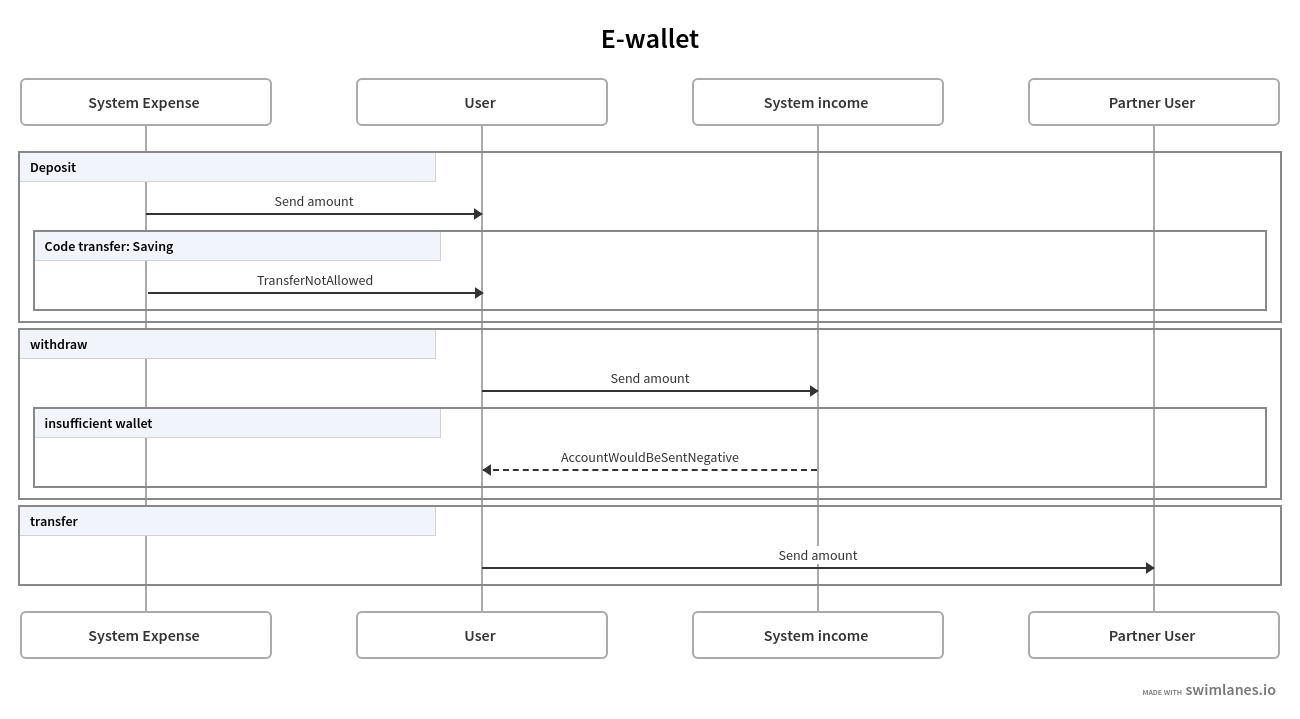 E-wallet
System Expense
User
System income
Partner User
Deposit
Send amount
Code transfer: Saving
TransferNotAllowed
withdraw
Send amount
insufficient wallet
AccountWouldBeSentNegative
transfer
Send amount
System Expense
User
System income
Partner User
MADE WITH swimlanes.io